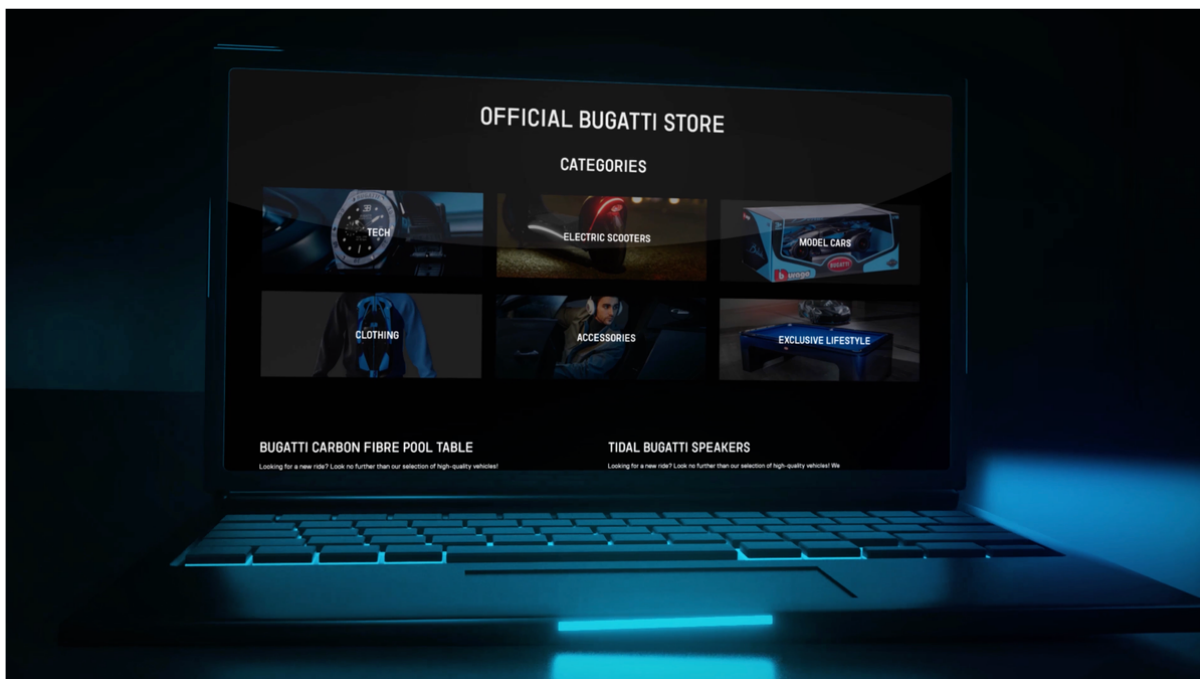 OFFICIAL BUGATTI STORE
CATEGORIES
TECH
ELECTRIC SCOOTERS
MODEL CARS
BUGATTI
burago
CLOTHING
ACCESSORIES
EXCLUSIVE LIFESTYLE
BUGATTI CARBON FIBRE POOL TABLE
TIDAL BUGATTI SPEAKERS
Looking for a new ride? Look no further than our selection of high-quality vehicles!
Looking for a new ride? Look no further than our selection of high-quality vehicles! We